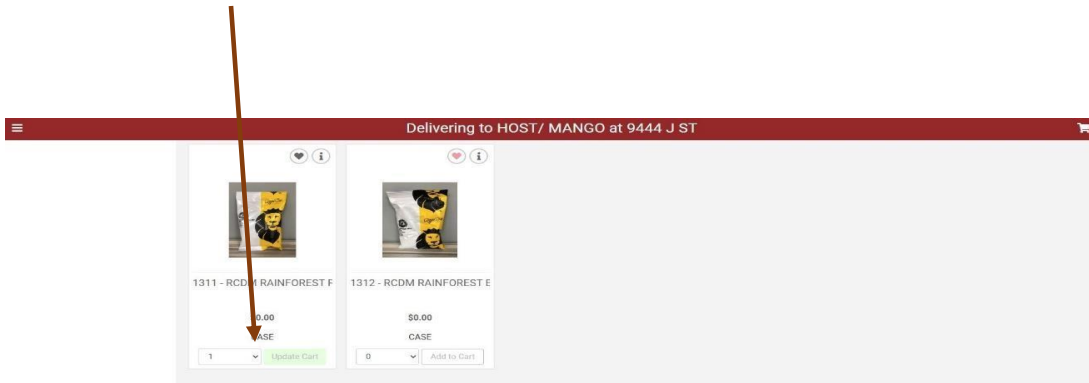 Delivering to HOST/ MANGO at 9444 J ST
1311 - RCDM RAINFOREST F
1312 - RCDM RAINFOREST E
$0.00
$0.00
CASE
CASE
1 Update Cart
0 Add to Cart